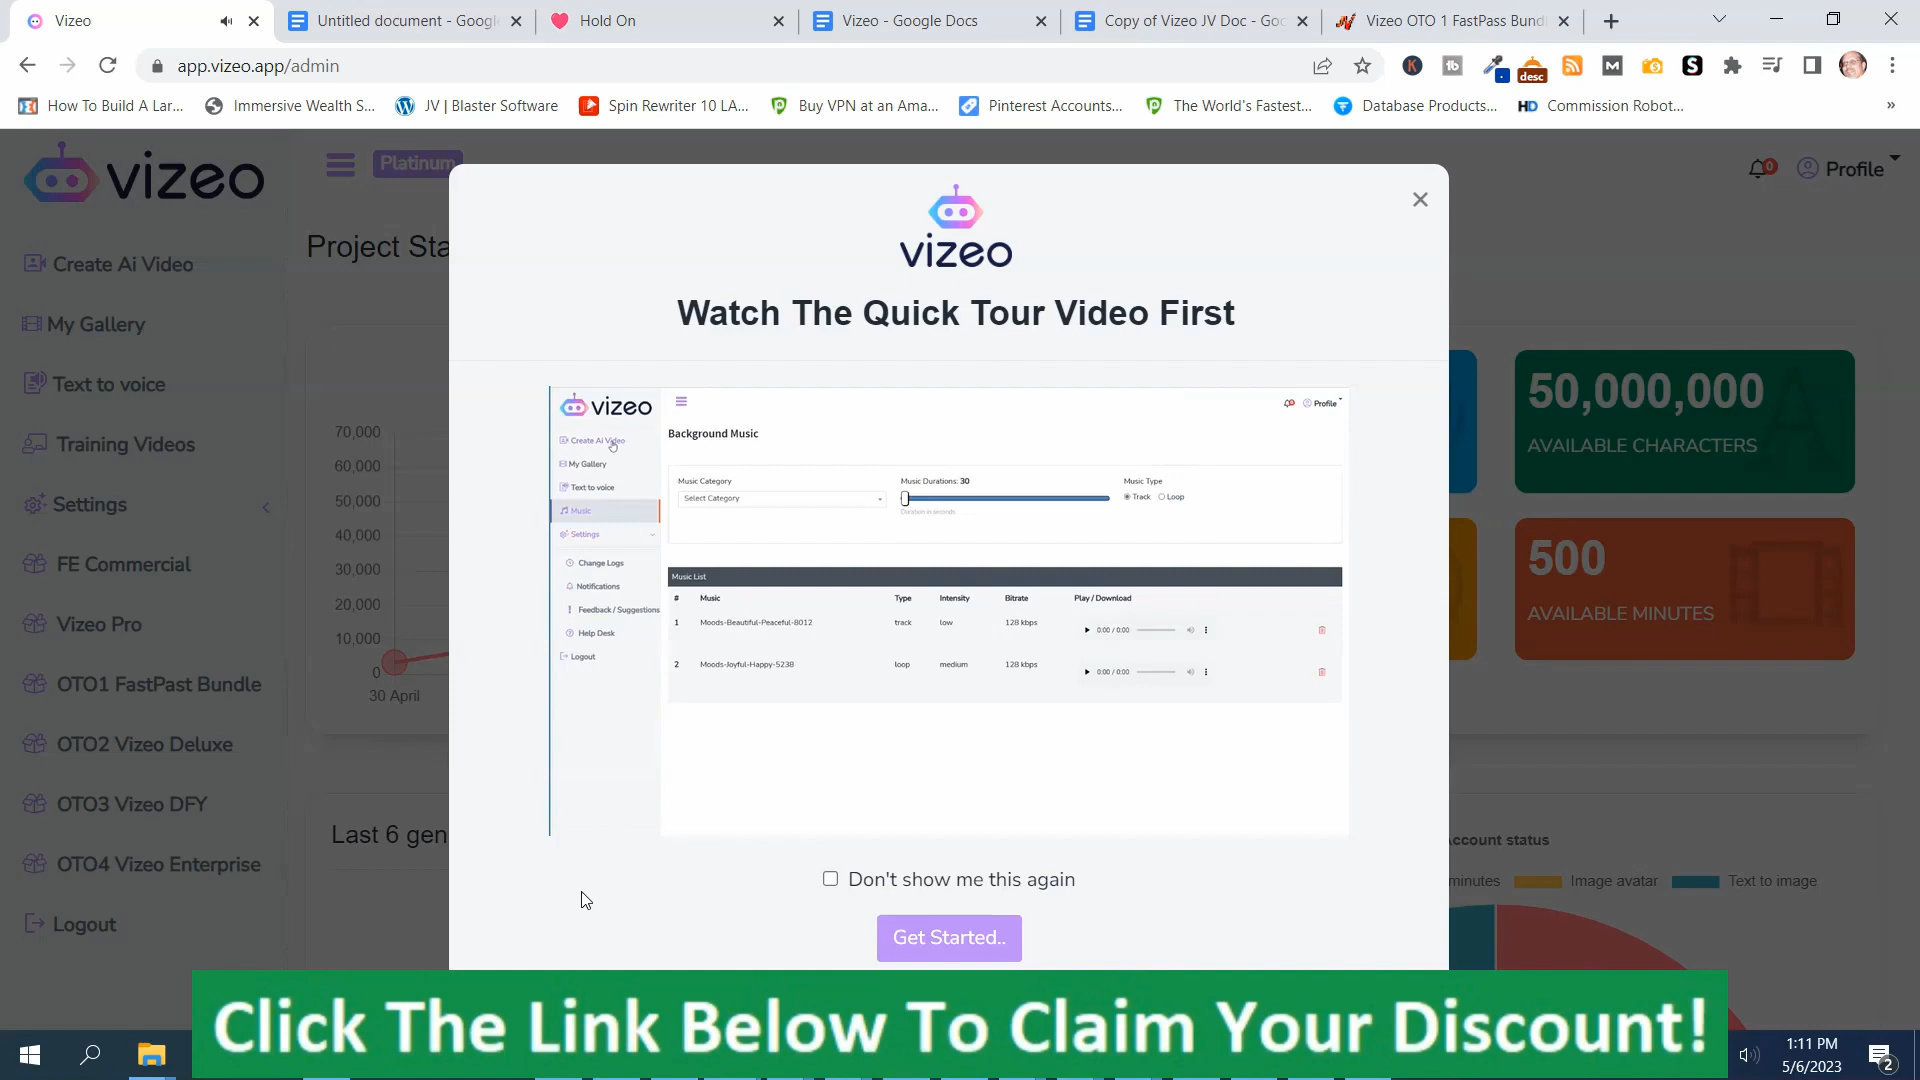 Vizeo
Untitled document - Google
Hold On
Vizeo - Google Docs
Copy of Vizeo JV Doc - Goo
Vizeo OTO 1 FastPass Bund
app.vizeo.app/admin
desc
How To Build A Lar...
Immersive Wealth S...
JV | Blaster Software
Spin Rewriter 10 LA...
Buy VPN at an Ama...
Pinterest Accounts...
The World's Fastest...
Database Products...
HD Commission Robot...
»
vizeo
Platinum
0
Profile
Create Ai Video
My Gallery
Text to voice
Training Videos
Settings
FE Commercial
Vizeo Pro
OTO1 FastPast Bundle
OTO2 Vizeo Deluxe
OTO3 Vizeo DFY
OTO4 Vizeo Enterprise
Logout
Project Sta
70,000
60,000
50,000
40,000
30,000
20,000
10,000
0
30 April
Last 6 gen
vizeo
Watch The Quick Tour Video First
vizeo
Profile
Create Ai Video
My Gallery
Text to voice
Music
Settings
Change Logs
Notifications
Feedback / Suggestions
Help Desk
Logout
Background Music
Music Category
Select Category
Music Durations: 30
Duration in seconds
Music Type
Track
Loop
Music List
# Music Type Intensity Bitrate Play / Download
1 Moods-Beautiful-Peaceful-8012 track low 128 kbps 0:00 / 0:00
2 Moods-Joyful-Happy-5238 loop medium 128 kbps 0:00 / 0:00
Don't show me this again
Get Started..
50,000,000
AVAILABLE CHARACTERS
500
AVAILABLE MINUTES
Account status
minutes
Image avatar
Text to image
Click The Link Below To Claim Your Discount!
1:11 PM
5/6/2023
2